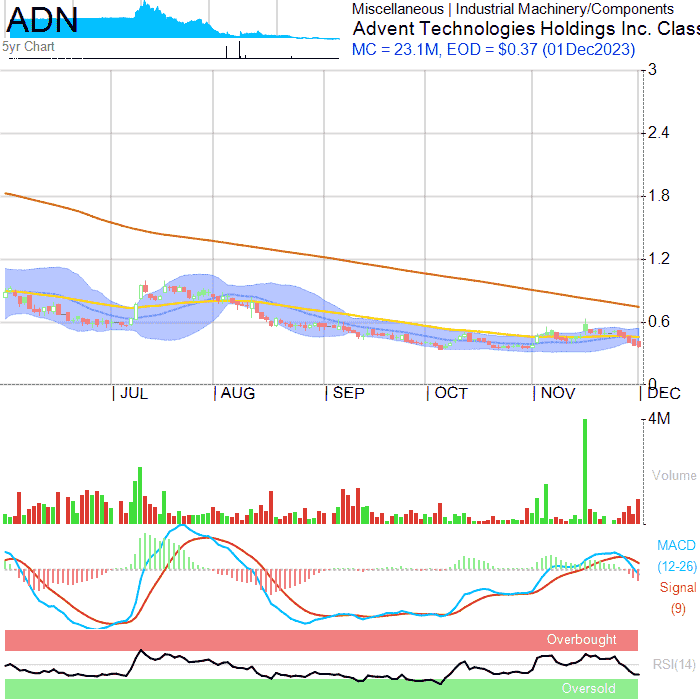 ADN
Miscellaneous | Industrial Machinery/Components
Advent Technologies Holdings Inc. Clas
5yr Chart
MC = 23.1M, EOD = $0.37 (01Dec2023)
3
2.4
1.8
1.2
0.6
0
JUL AUG SEP OCT NOV DEC
4M
Volume
MACD
(12-26)
Signal
(9)
Overbought
RSI(14)
Oversold